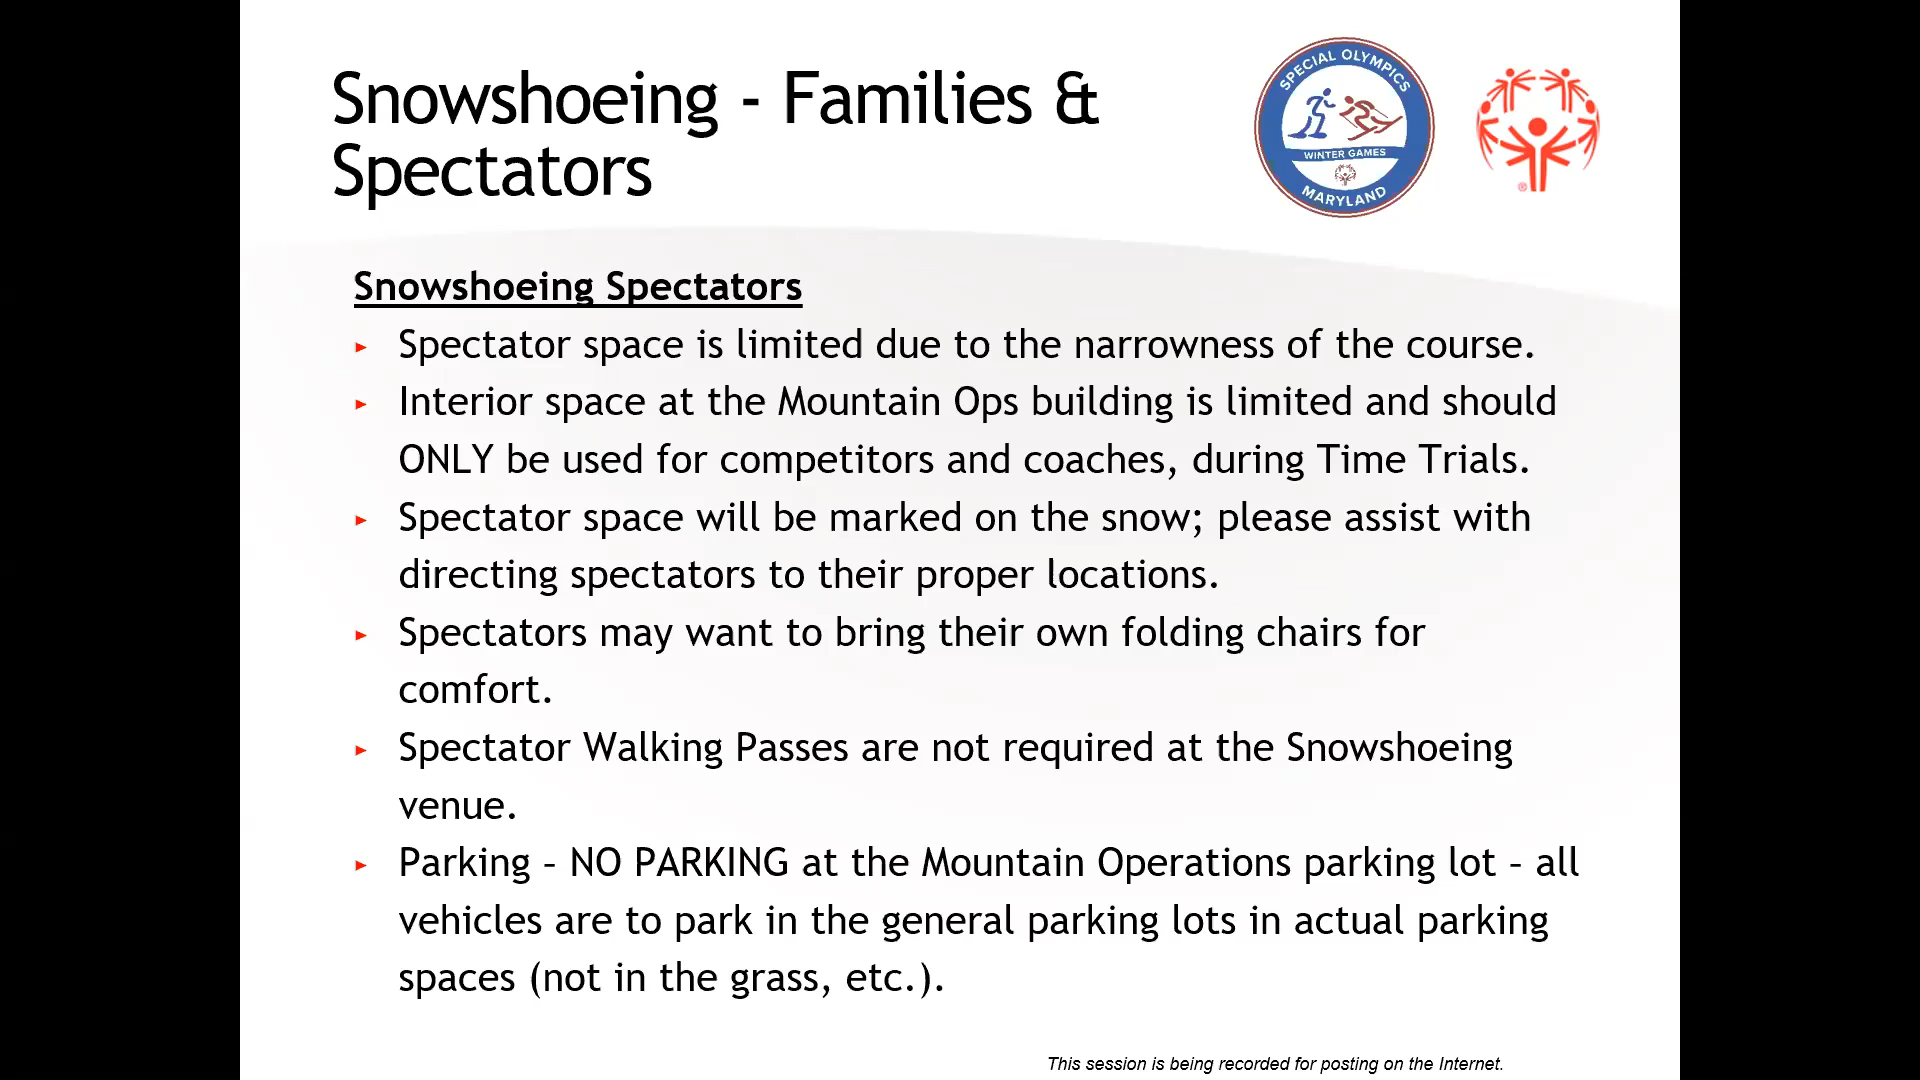 Snowshoeing - Families &
Spectators
SPECIAL OLYMPICS
WINTER GAMES
MARYLAND
®
Snowshoeing Spectators
► Spectator space is limited due to the narrowness of the course.
► Interior space at the Mountain Ops building is limited and should
ONLY be used for competitors and coaches, during Time Trials.
► Spectator space will be marked on the snow; please assist with
directing spectators to their proper locations.
► Spectators may want to bring their own folding chairs for
comfort.
► Spectator Walking Passes are not required at the Snowshoeing
venue.
► Parking – NO PARKING at the Mountain Operations parking lot – all
vehicles are to park in the general parking lots in actual parking
spaces (not in the grass, etc.).
This session is being recorded for posting on the Internet.